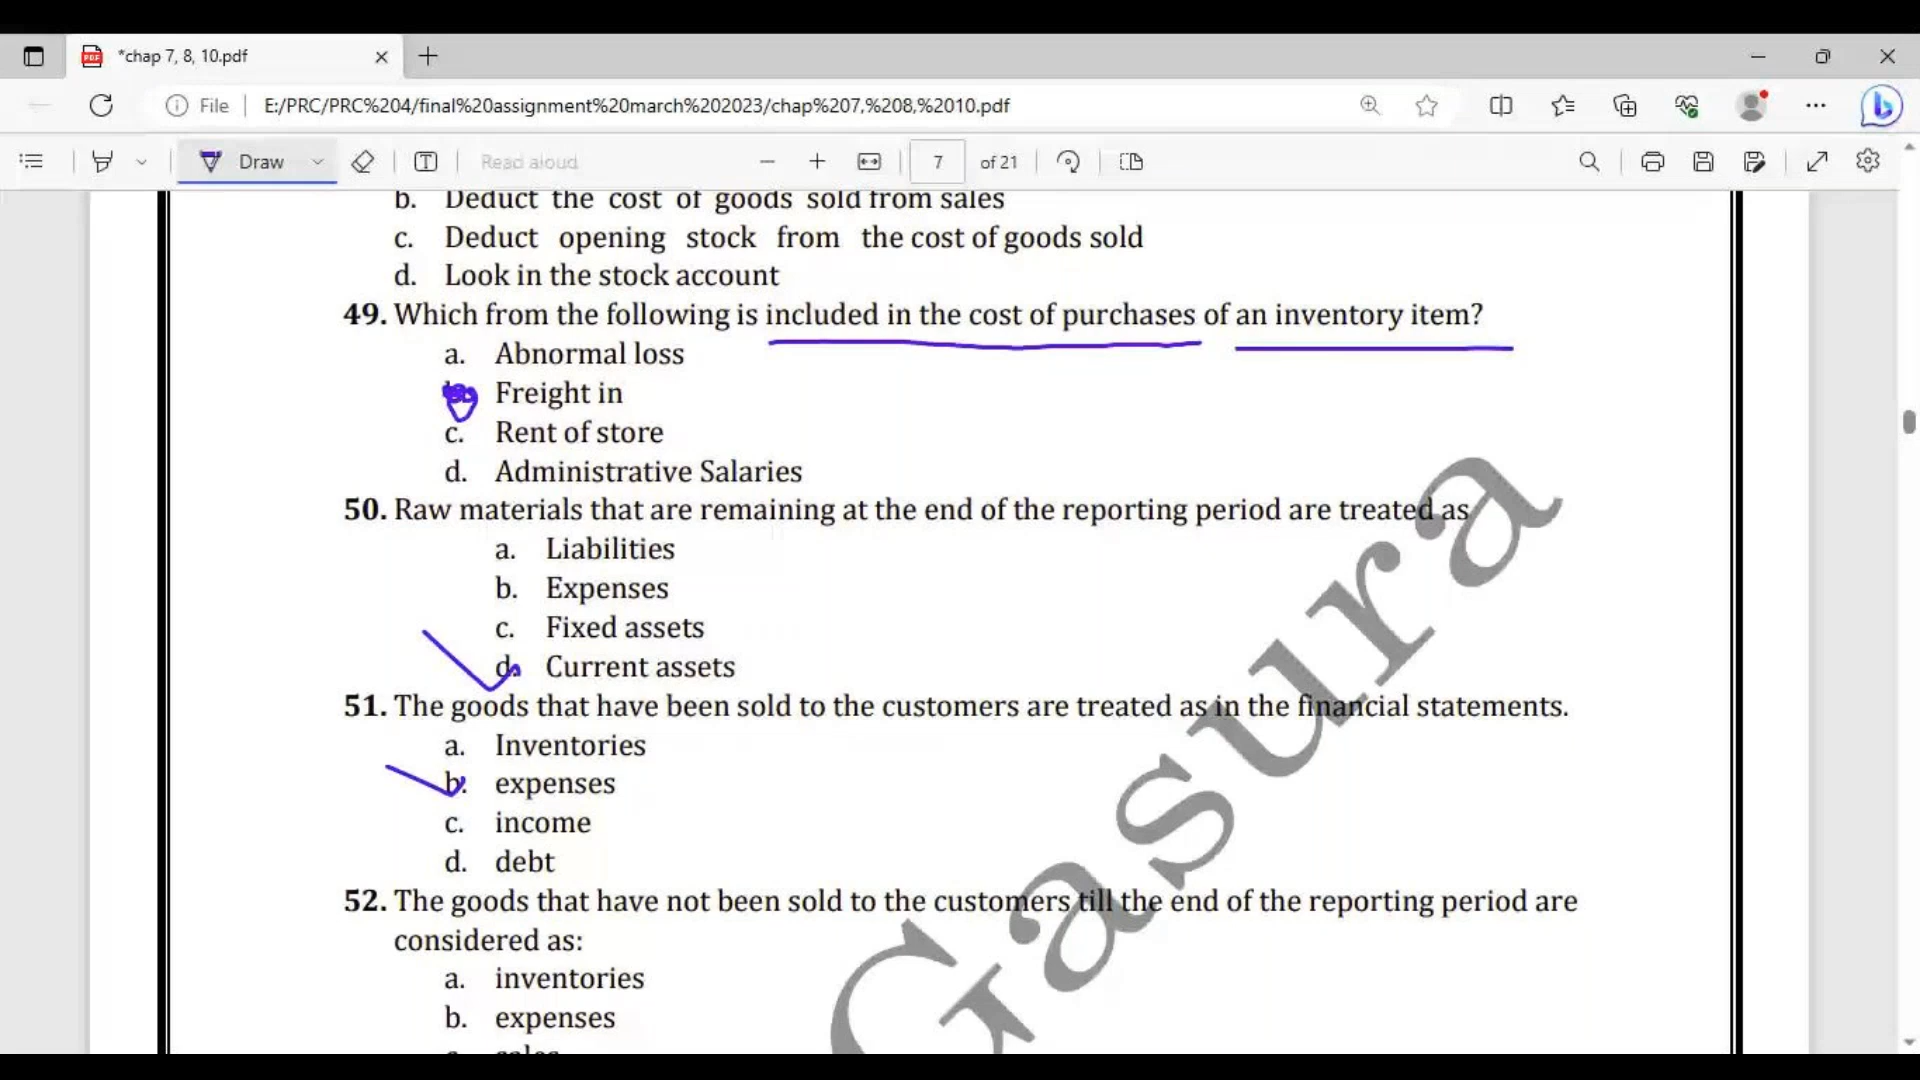 *chap 7, 8, 10.pdf
File E:/PRC/PRC%204/final%20assignment%20march%202023/chap%207,%208,%2010.pdf
Draw Read aloud 7 of 21
b. Deduct the cost of goods sold from sales
c. Deduct opening stock from the cost of goods sold
d. Look in the stock account
49. Which from the following is included in the cost of purchases of an inventory item?
a. Abnormal loss
Freight in
c. Rent of store
d. Administrative Salaries
50. Raw materials that are remaining at the end of the reporting period are treated as
a. Liabilities
b. Expenses
c. Fixed assets
d. Current assets
51. The goods that have been sold to the customers are treated as in the financial statements.
a. Inventories
b. expenses
c. income
d. debt
52. The goods that have not been sold to the customers till the end of the reporting period are
considered as:
a. inventories
b. expenses
Gasura